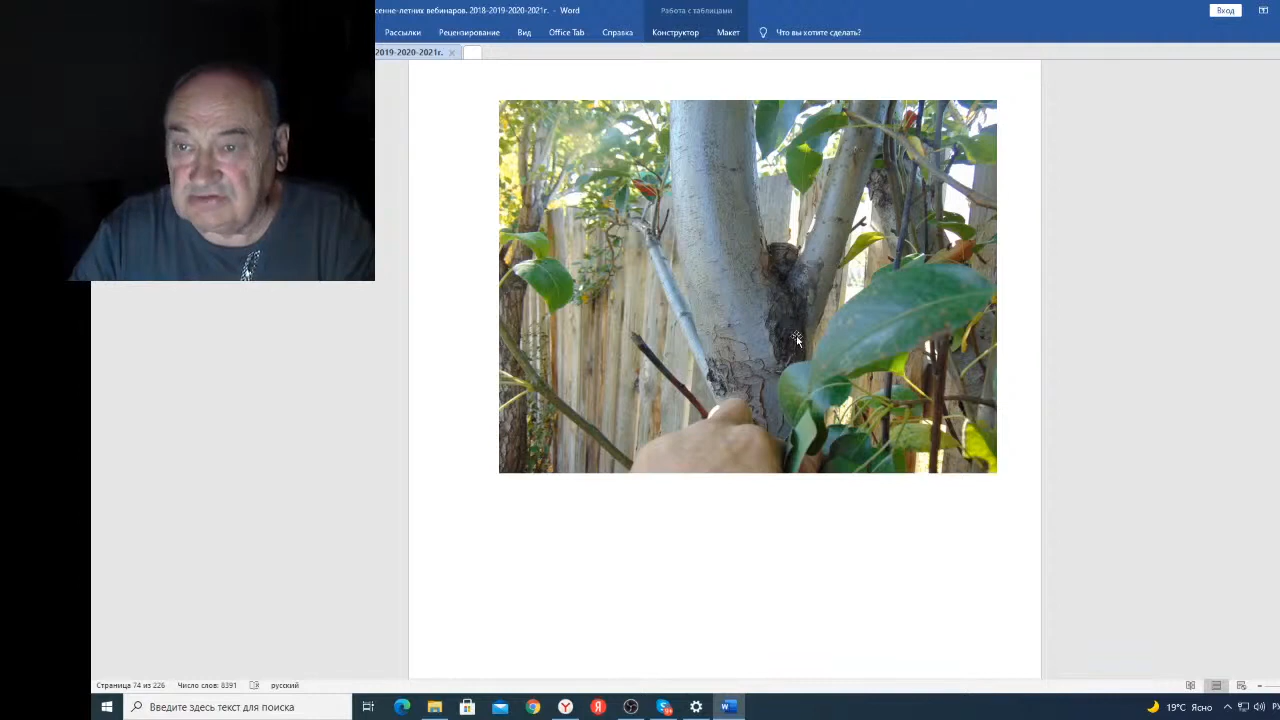 сенне-летних вебинаров. 2018-2019-2020-2021г. - Word
Работа с таблицами
Вход
Рассылки Рецензирование Вид Office Tab Справка Конструктор Макет Что вы хотите сделать?
2019-2020-2021г.
Страница 74 из 226 Число слов: 8391 русский
Введите здесь текст для поиска
19°C Ясно